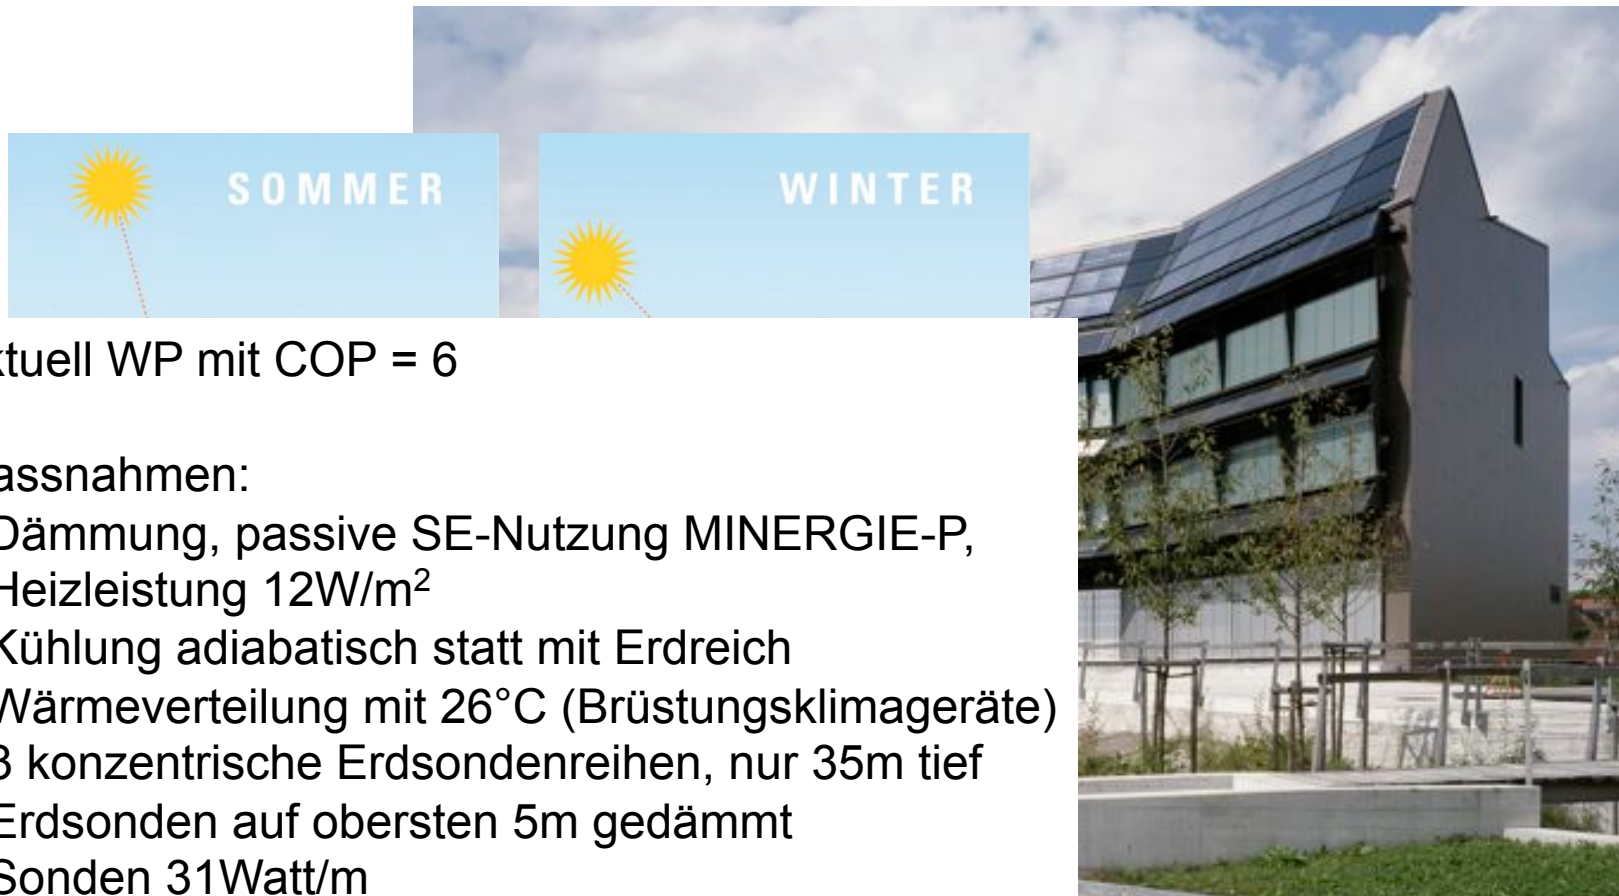 SOMMER
WINTER
ktuell WP mit COP = 6
assnahmen:
Dämmung, passive SE-Nutzung MINERGIE-P,
Heizleistung 12W/m²
Kühlung adiabatisch statt mit Erdreich
Wärmeverteilung mit 26°C (Brüstungsklimageräte)
3 konzentrische Erdsondenreihen, nur 35m tief
Erdsonden auf obersten 5m gedämmt
Sonden 31Watt/m